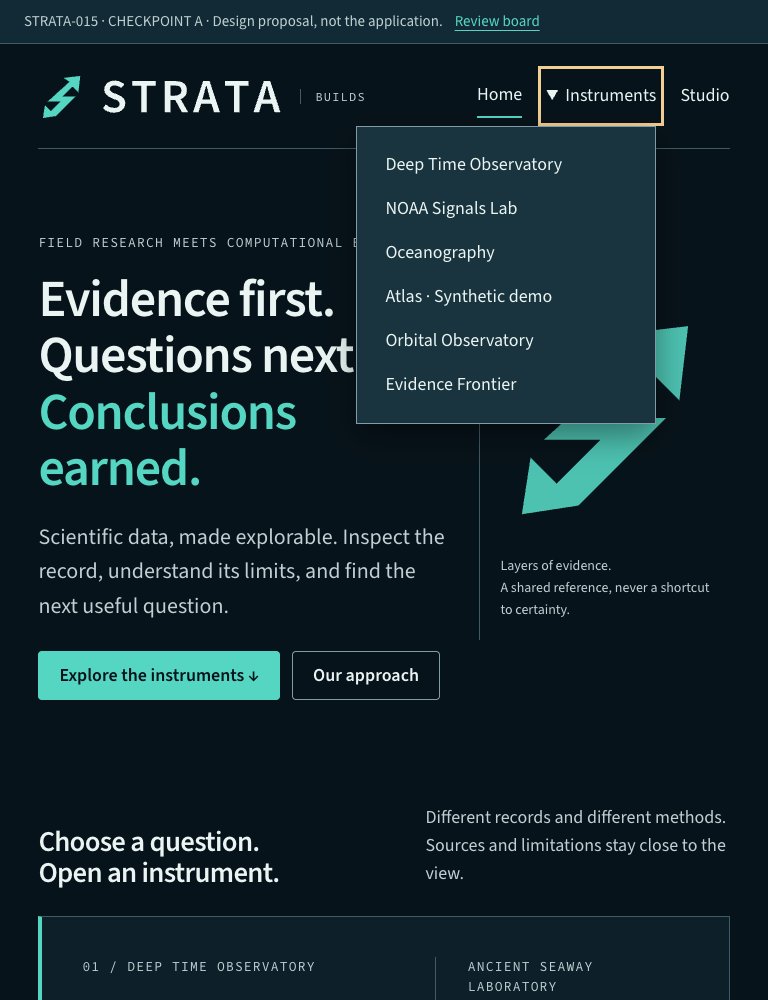 STRATA-015 · CHECKPOINT A · Design proposal, not the application. Review board
STRATA BUILDS
Home ▼ Instruments Studio
Deep Time Observatory
NOAA Signals Lab
Oceanography
Atlas · Synthetic demo
Orbital Observatory
Evidence Frontier
FIELD RESEARCH MEETS COMPUTATIONAL
Evidence first.
Questions next
Conclusions
earned.
Scientific data, made explorable. Inspect the
record, understand its limits, and find the
next useful question.
Explore the instruments ↓
Our approach
Layers of evidence.
A shared reference, never a shortcut
to certainty.
Choose a question.
Open an instrument.
Different records and different methods.
Sources and limitations stay close to the
view.
01 / DEEP TIME OBSERVATORY
ANCIENT SEAWAY
LABORATORY